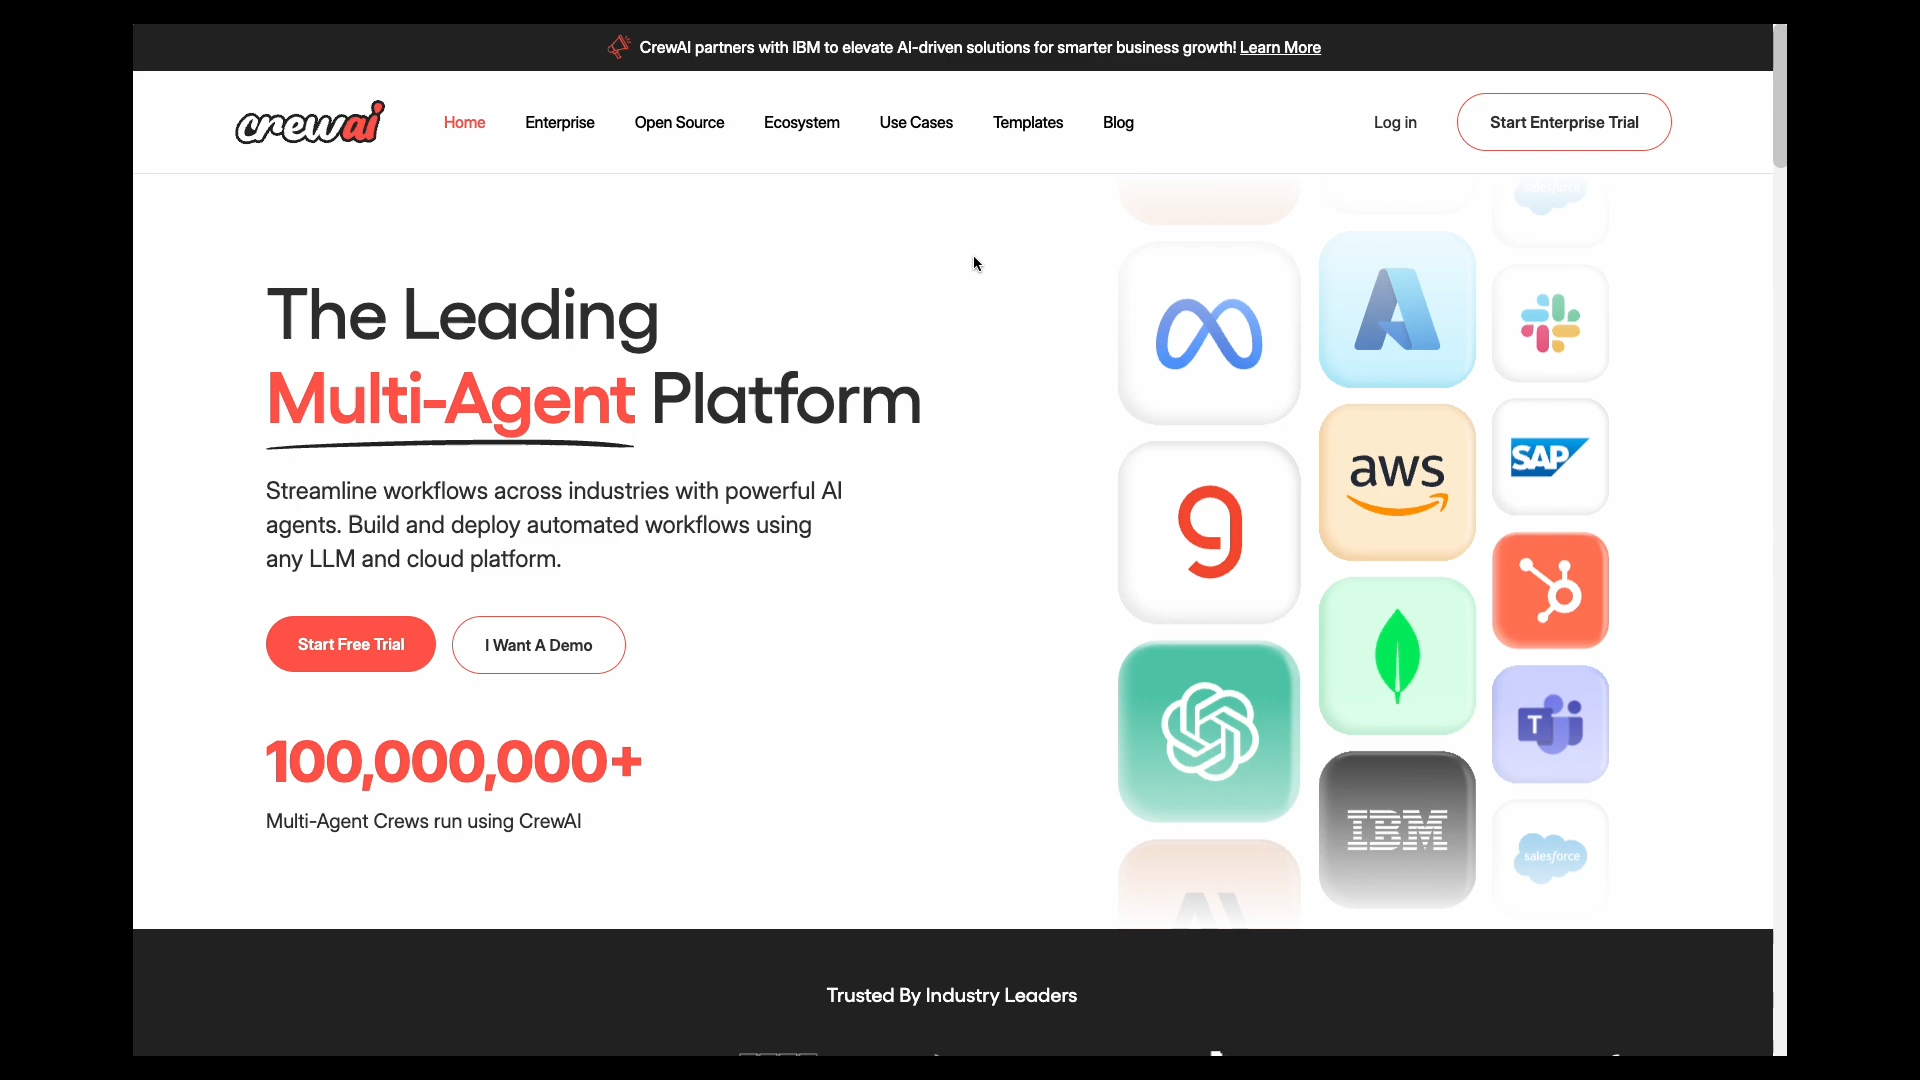 CrewAI partners with IBM to elevate AI-driven solutions for smarter business growth! Learn More
crewai
Home
Enterprise
Open Source
Ecosystem
Use Cases
Templates
Blog
Log in
Start Enterprise Trial
The Leading
Multi-Agent Platform
Streamline workflows across industries with powerful AI
agents. Build and deploy automated workflows using
any LLM and cloud platform.
Start Free Trial
I Want A Demo
100,000,000+
Multi-Agent Crews run using CrewAI
salesforce
aws
SAP
T
IBM
salesforce
Trusted By Industry Leaders